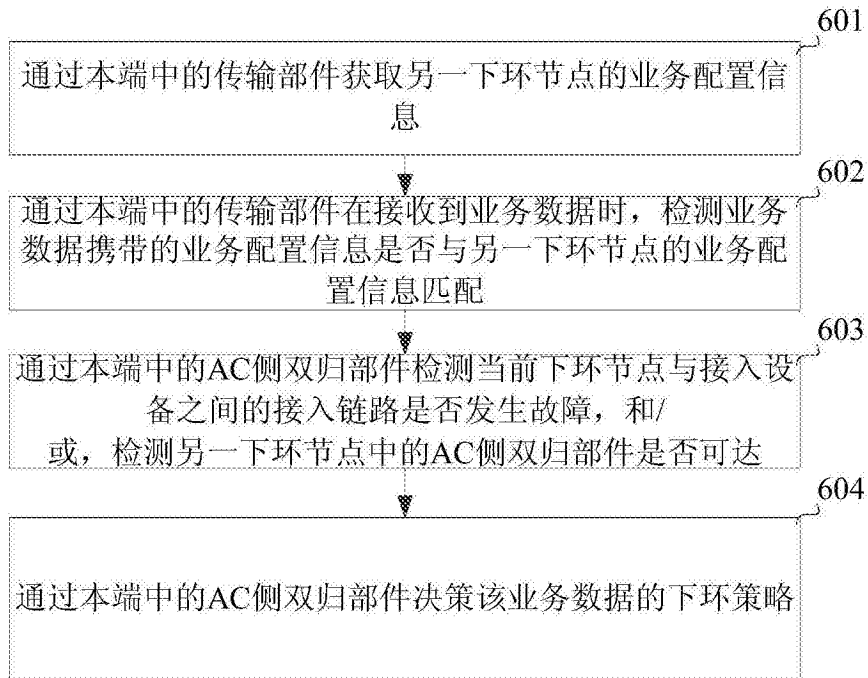 601
通过本端中的传输部件获取另一下环节点的业务配置信
息
602
通过本端中的传输部件在接收到业务数据时，检测业务
数据携带的业务配置信息是否与另一下环节点的业务配
置信息匹配
603
通过本端中的AC侧双归部件检测当前下环节点与接入设
备之间的接入链路是否发生故障，和/
或，检测另一下环节点中的AC侧双归部件是否可达
604
通过本端中的AC侧双归部件决策该业务数据的下环策略